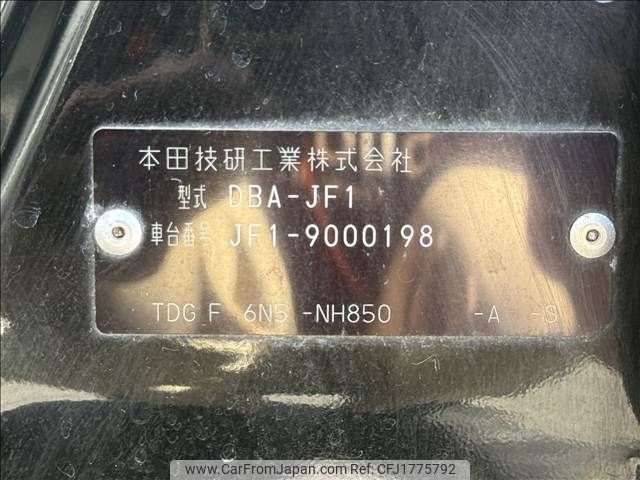 本田技研工業株式会社
型式 DBA-JF1
車台番号 JF1-9000198
TDG F 6N5 -NH850 -A -S
www.CarFromJapan.com | Ref No: CFJ1775792